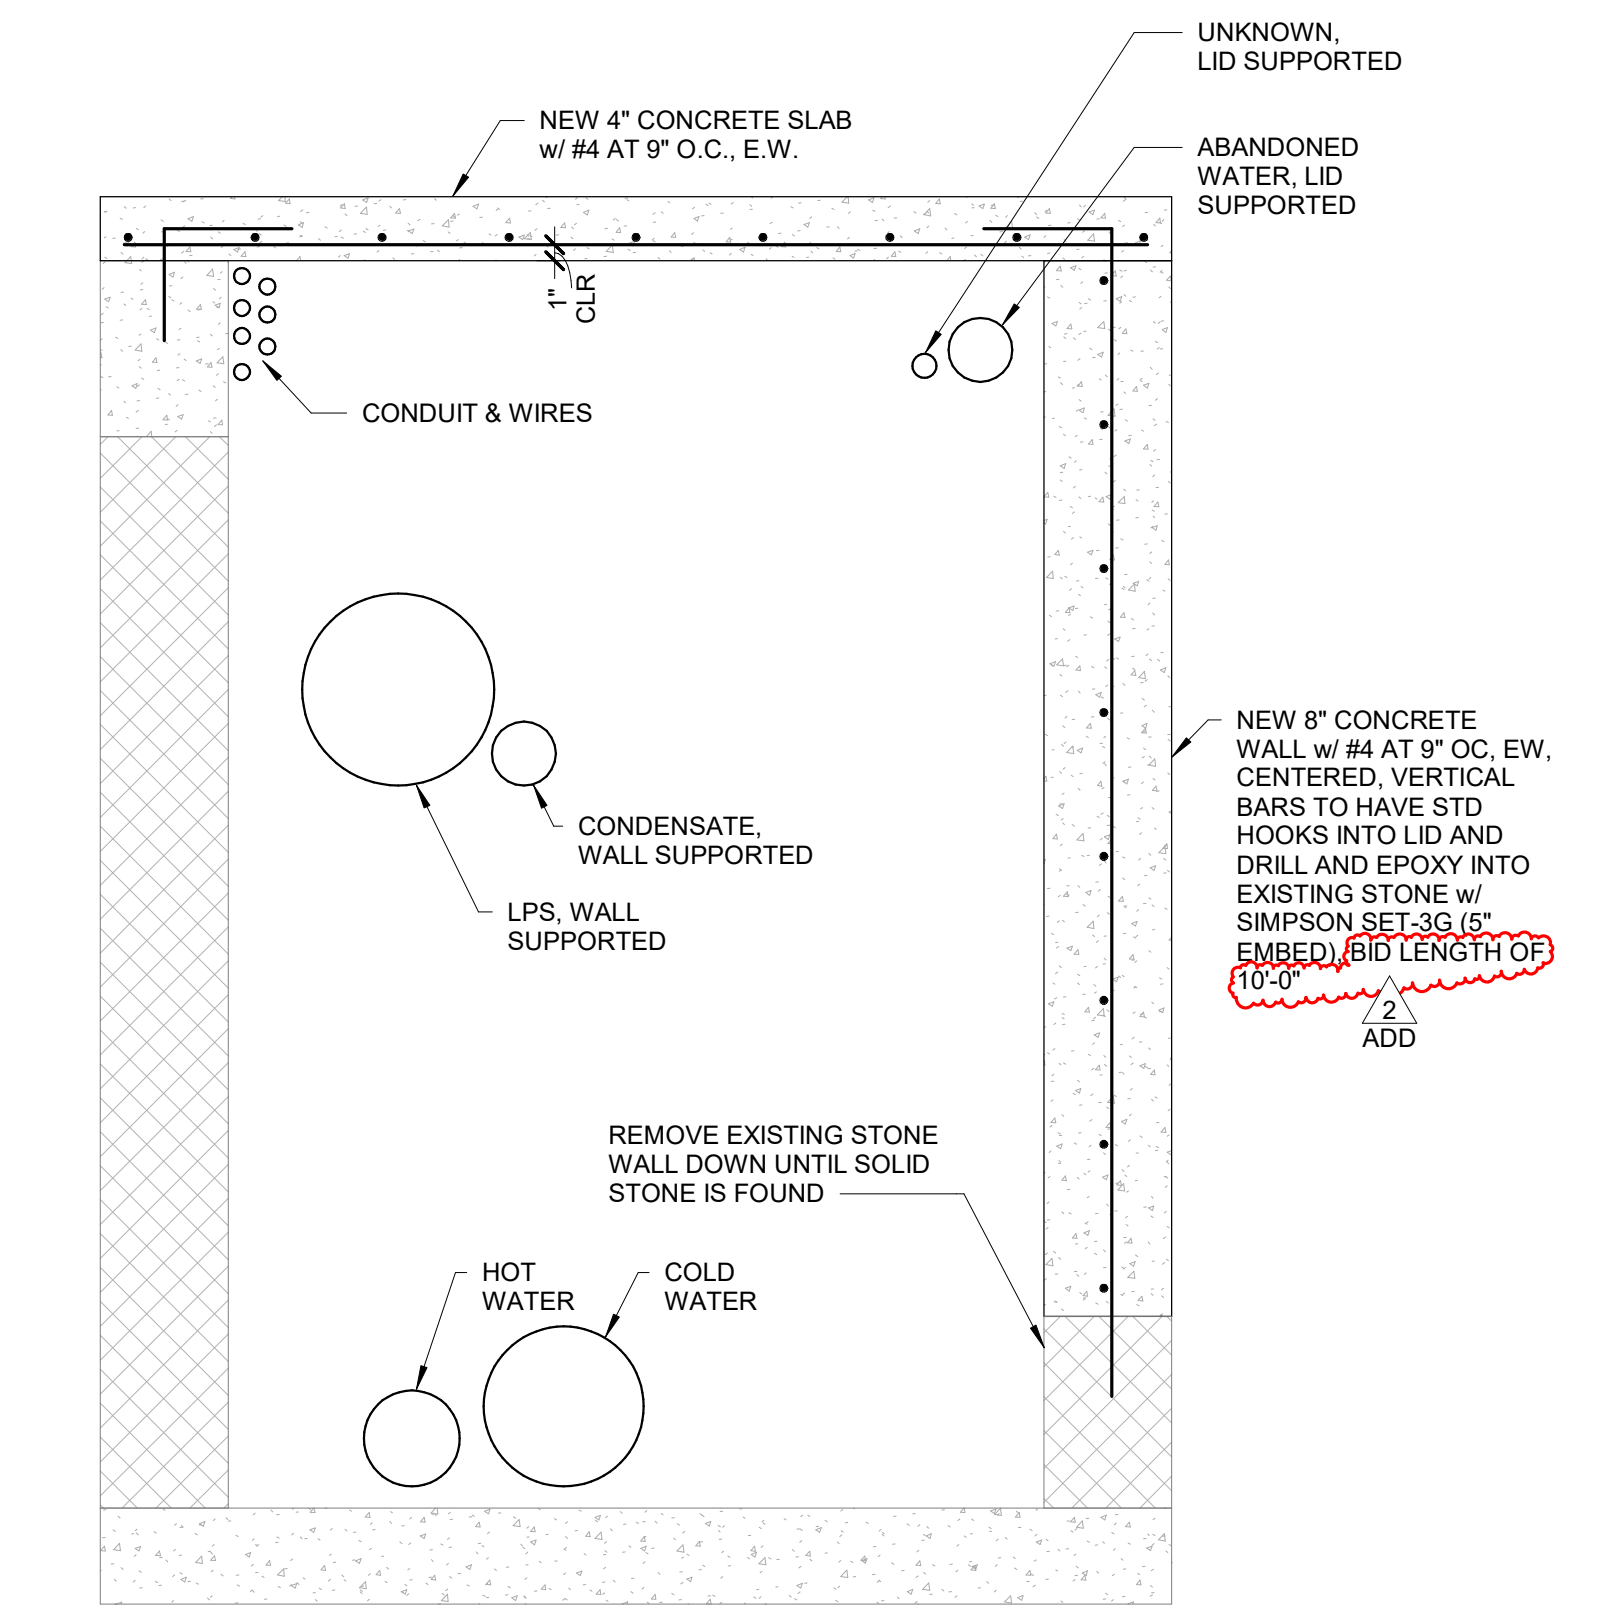 UNKNOWN,
LID SUPPORTED
NEW 4" CONCRETE SLAB
w/ #4 AT 9" O.C., E.W.
ABANDONED
WATER, LID
SUPPORTED
1"
CLR
CONDUIT & WIRES
NEW 8" CONCRETE
WALL w/ #4 AT 9" OC, EW,
CENTERED, VERTICAL
BARS TO HAVE STD
HOOKS INTO LID AND
DRILL AND EPOXY INTO
EXISTING STONE w/
SIMPSON SET-3G (5"
EMBED), BID LENGTH OF
10'-0"
2
ADD
CONDENSATE,
WALL SUPPORTED
LPS, WALL
SUPPORTED
REMOVE EXISTING STONE
WALL DOWN UNTIL SOLID
STONE IS FOUND
HOT
WATER
COLD
WATER